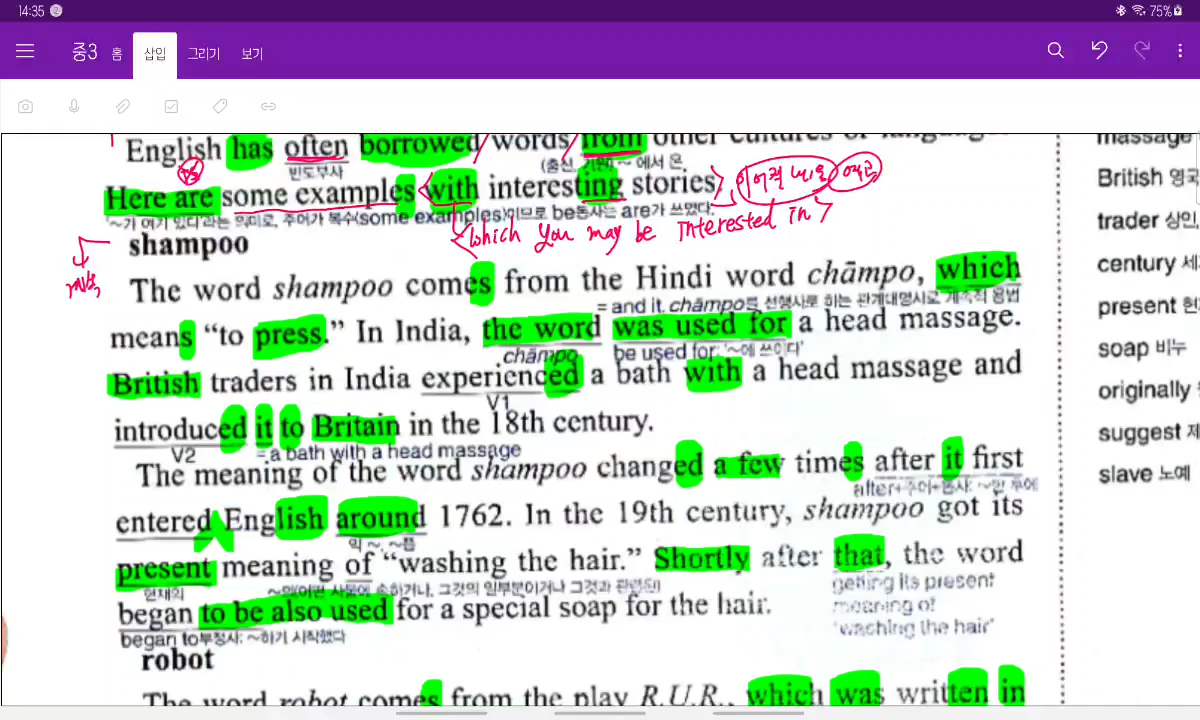 14:35
75%
중3 홈 삽입 그리기 보기
English has often borrowed words from other cultures or languages
빈도부사
(출신, 기원) ~에서 온
Here are some examples with interesting stories
~가 여기 있다'라는 의미로, 주어가 복수(some examples)이므로 be동사는 are가 쓰였다.
which you may be interested in
shampoo
The word shampoo comes from the Hindi word chāmpo, which
= and it. chāmpo를 선행사로 하는 관계대명사로 계속적 용법
means “to press.” In India, the word was used for a head massage.
chāmpo
be used for: '~에 쓰이다'
British traders in India experienced a bath with a head massage and
V1
introduced it to Britain in the 18th century.
V2
= a bath with a head massage
The meaning of the word shampoo changed a few times after it first
after+주어+동사: ~한 후에
entered English around 1762. In the 19th century, shampoo got its
약 ~, ~쯤
present meaning of “washing the hair.” Shortly after that, the word
현재의
getting its present
began to be also used for a special soap for the hair.
meaning of
began to부정사: ~하기 시작했다
'washing the hair'
robot
The word robot comes from the play R.U.R., which was written in
massage
British 영국
trader 상인,
century 세기
present 현
soap 비누
originally
suggest 제
slave 노예